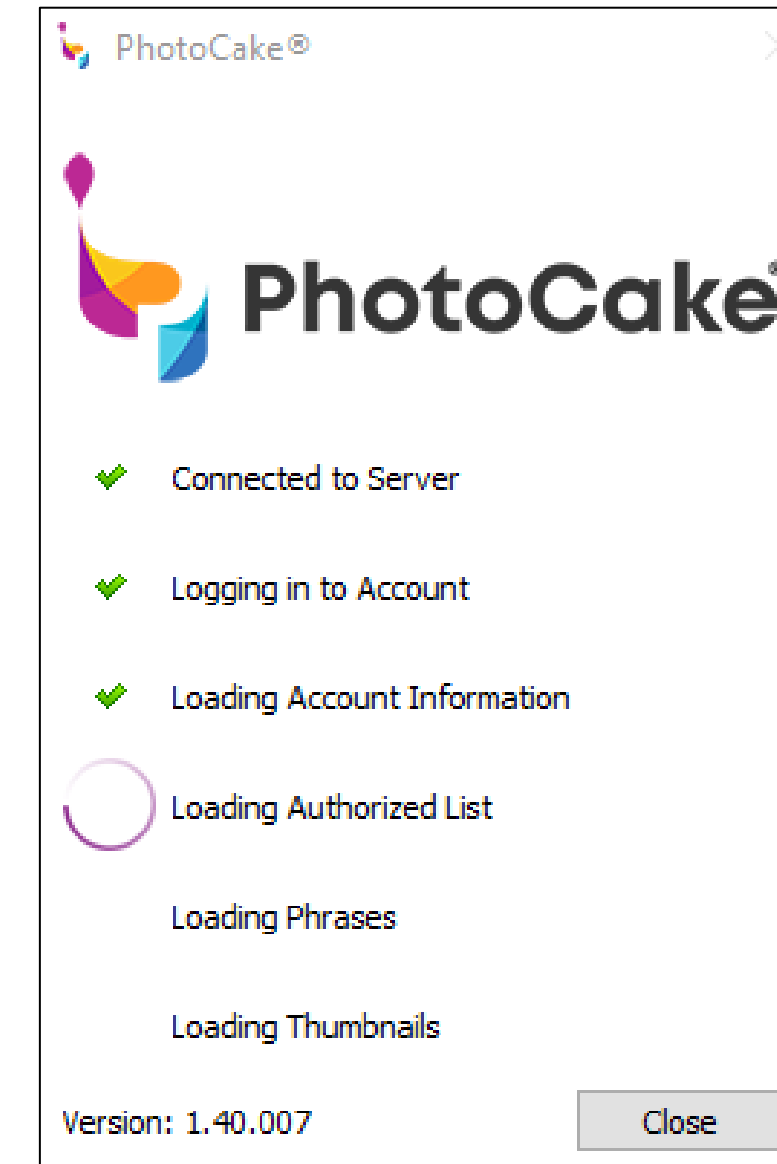 PhotoCake®
PhotoCake®
Connected to Server
Logging in to Account
Loading Account Information
Loading Authorized List
Loading Phrases
Loading Thumbnails
Version: 1.40.007
Close